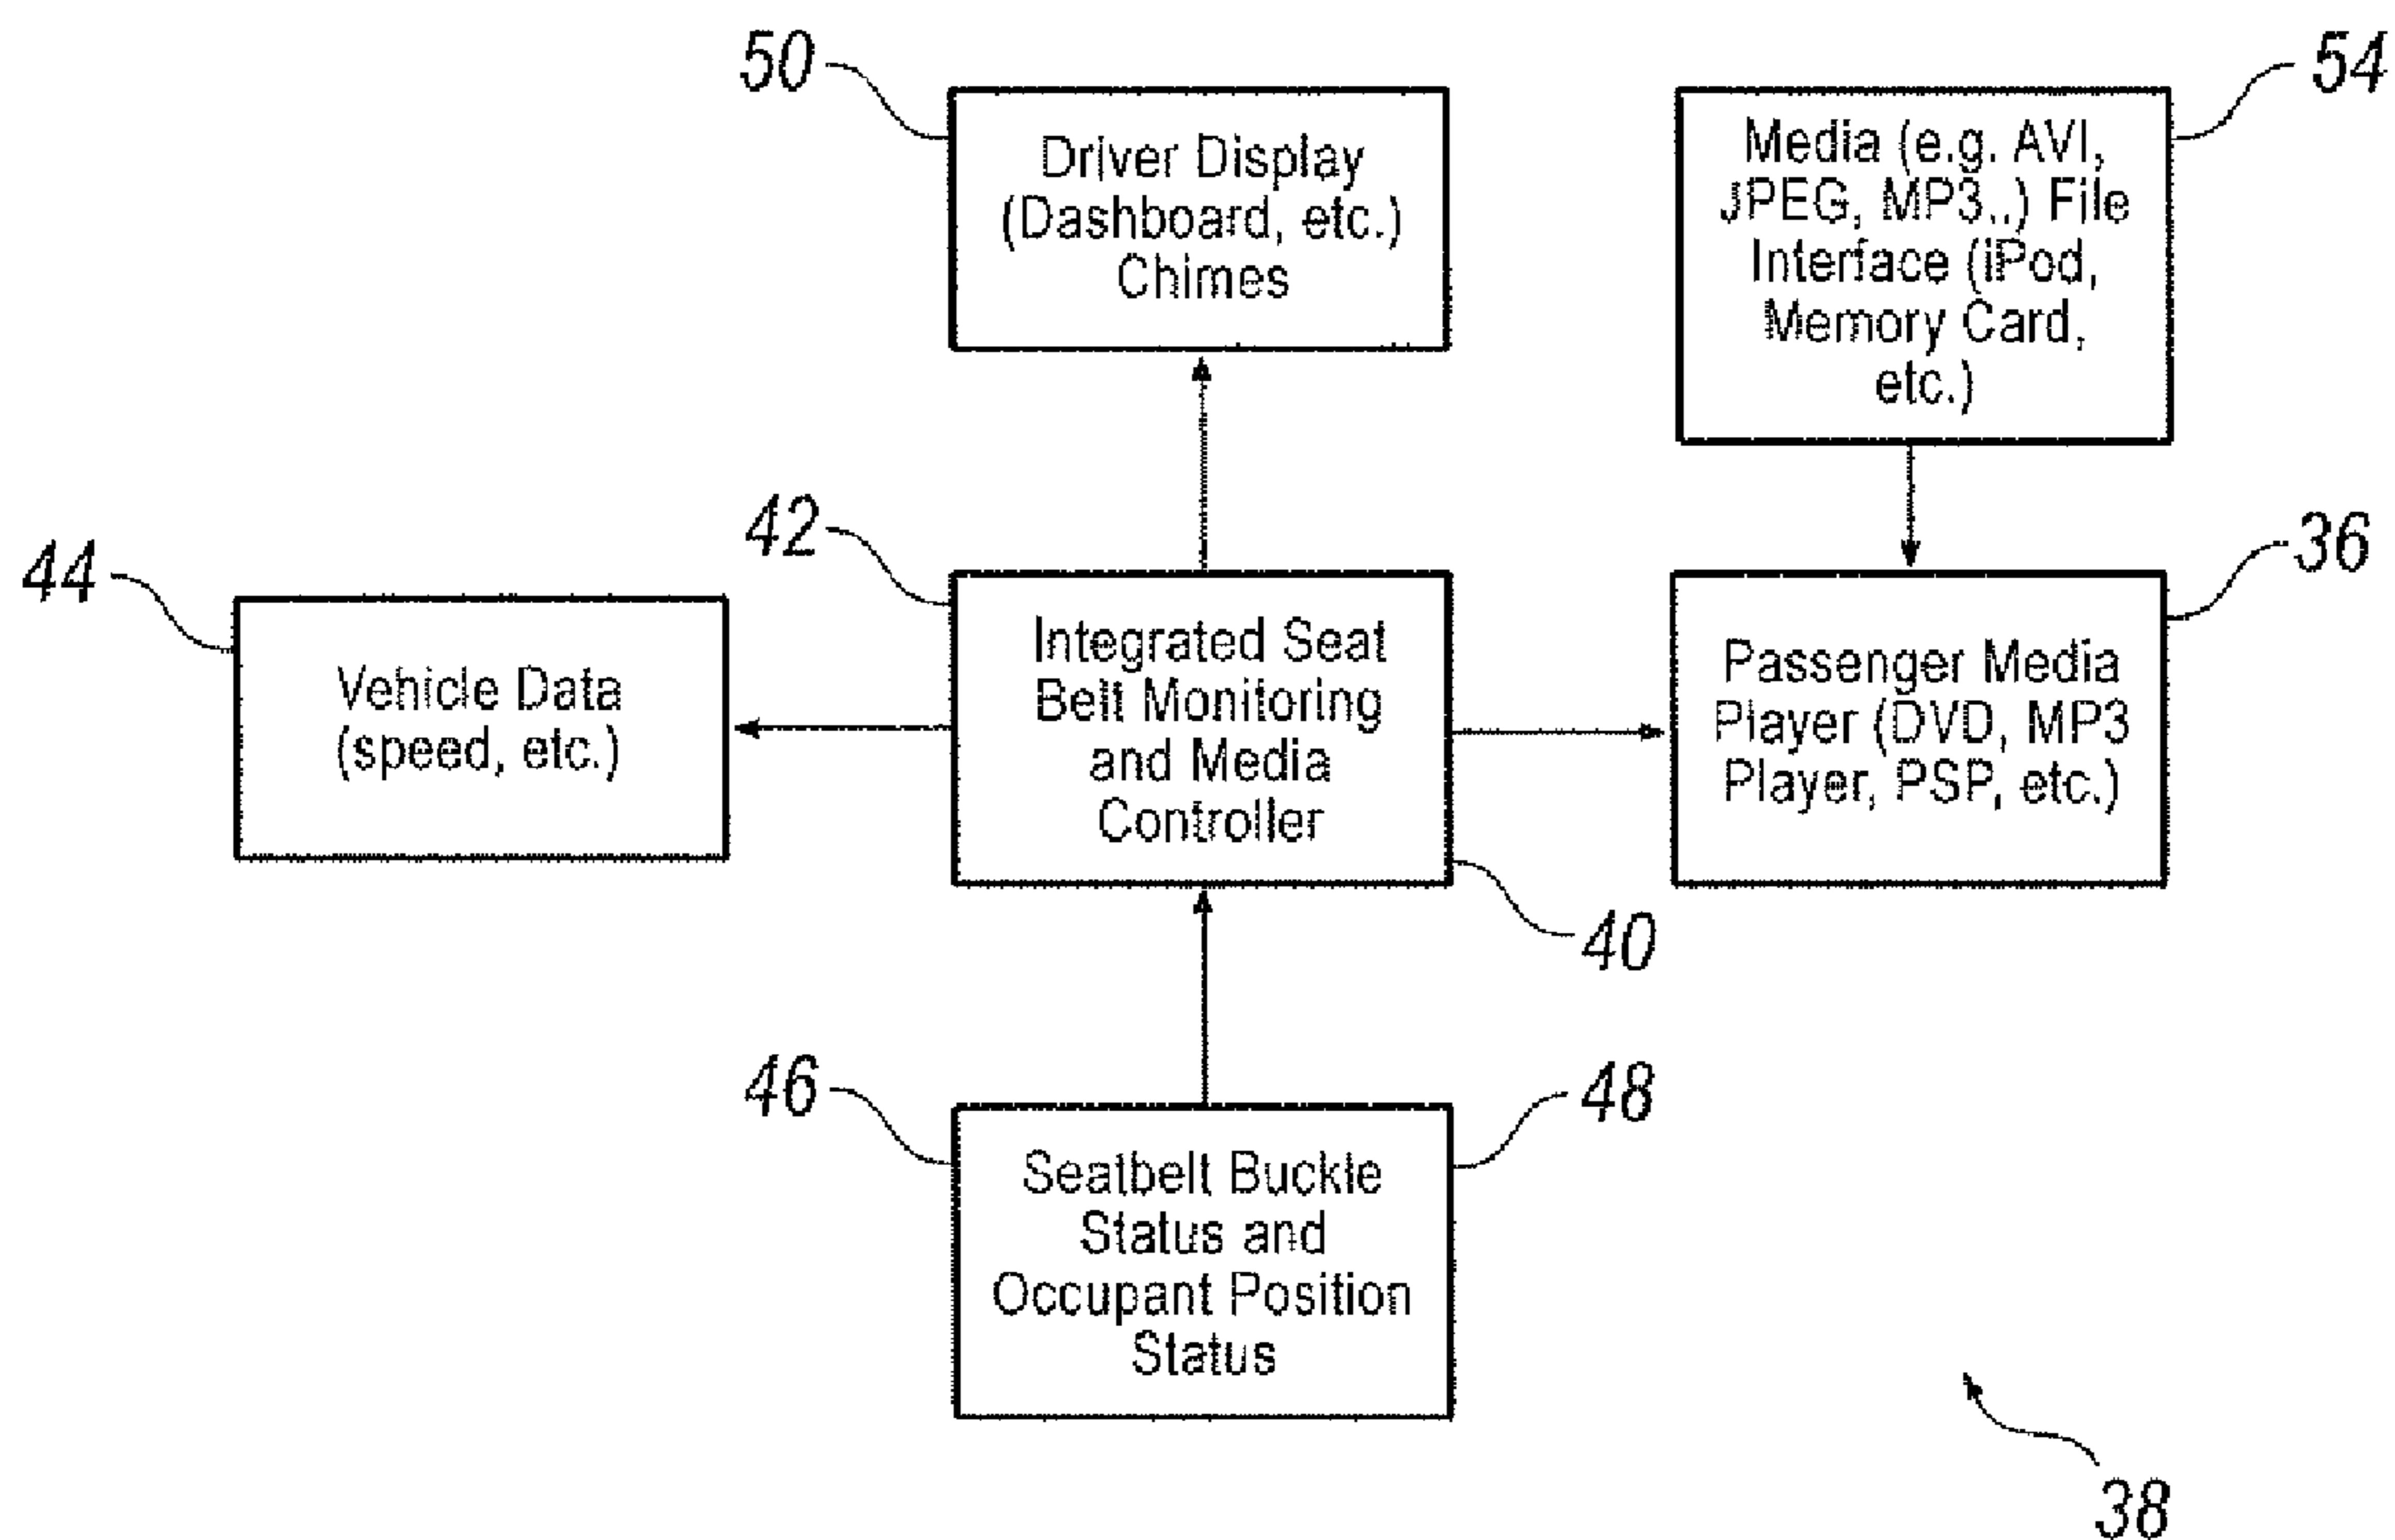 50
Driver Display
(Dashboard, etc.)
Chimes
54
Media (e.g. AVI,
JPEG, MP3..) File
Interface (iPod,
Memory Card,
etc.)
44
Vehicle Data
(speed, etc.)
42
Integrated Seat
Belt Monitoring
and Media
Controller
40
36
Passenger Media
Player (DVD, MP3
Player, PSP, etc.)
46
Seatbelt Buckle
Status and
Occupant Position
Status
48
38